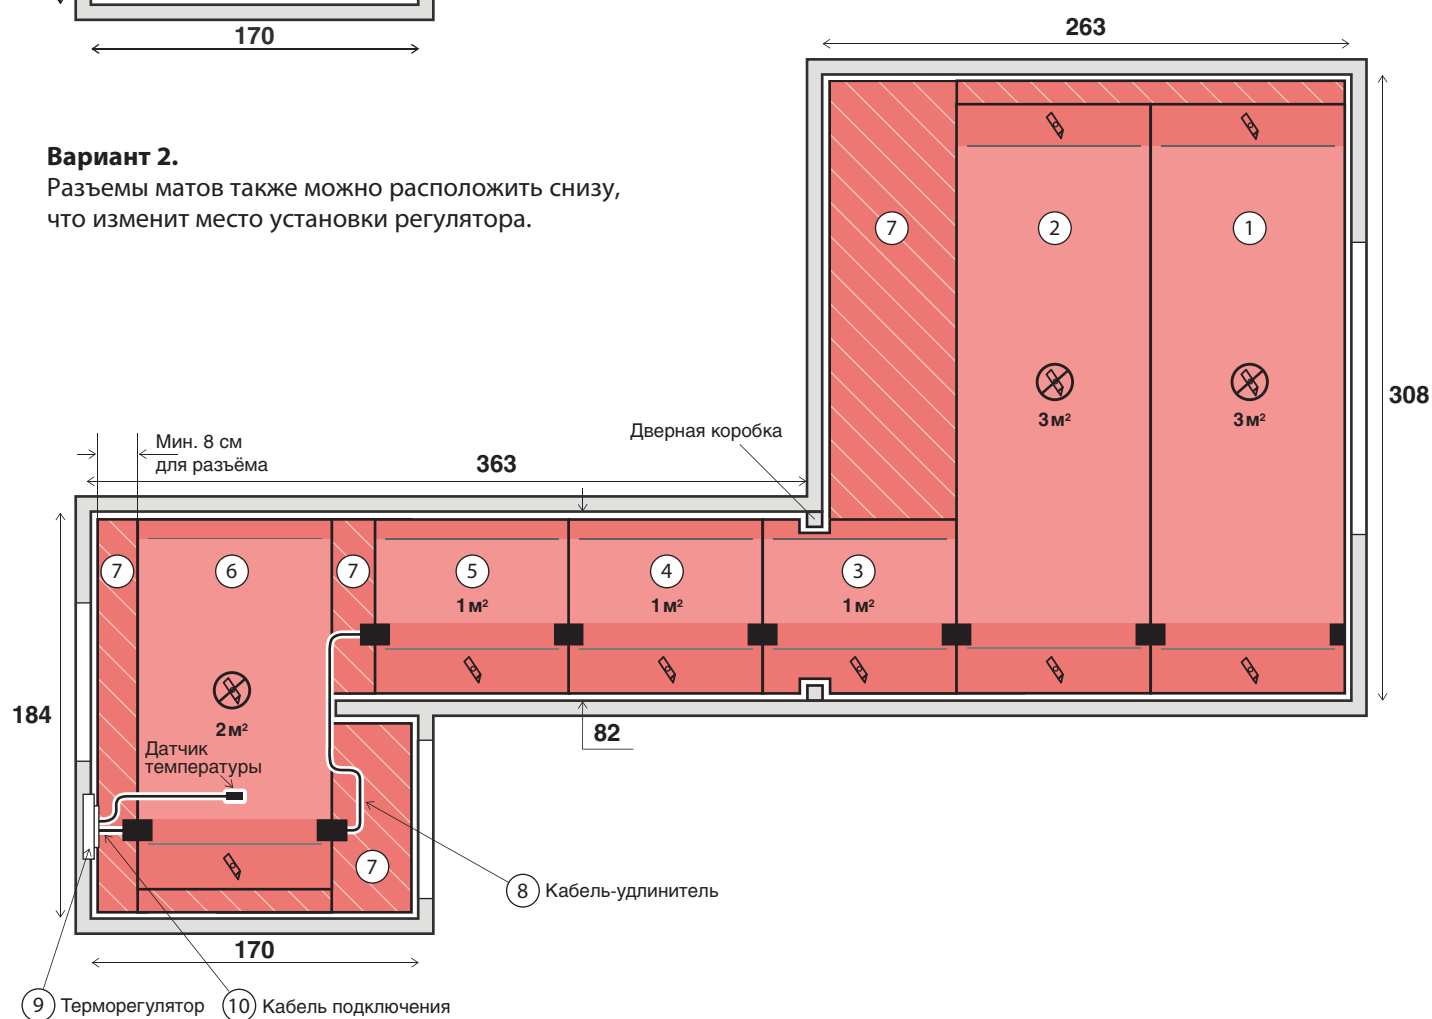 170
263
Вариант 2.
Разъемы матов также можно расположить снизу,
что изменит место установки регулятора.
7
2
1
3 м²
3 м²
308
Мин. 8 см
для разъёма
363
Дверная коробка
7
6
7
5
4
3
1 м²
1 м²
1 м²
184
2 м²
82
Датчик
температуры
7
8 Кабель-удлинитель
170
9 Терморегулятор
10 Кабель подключения